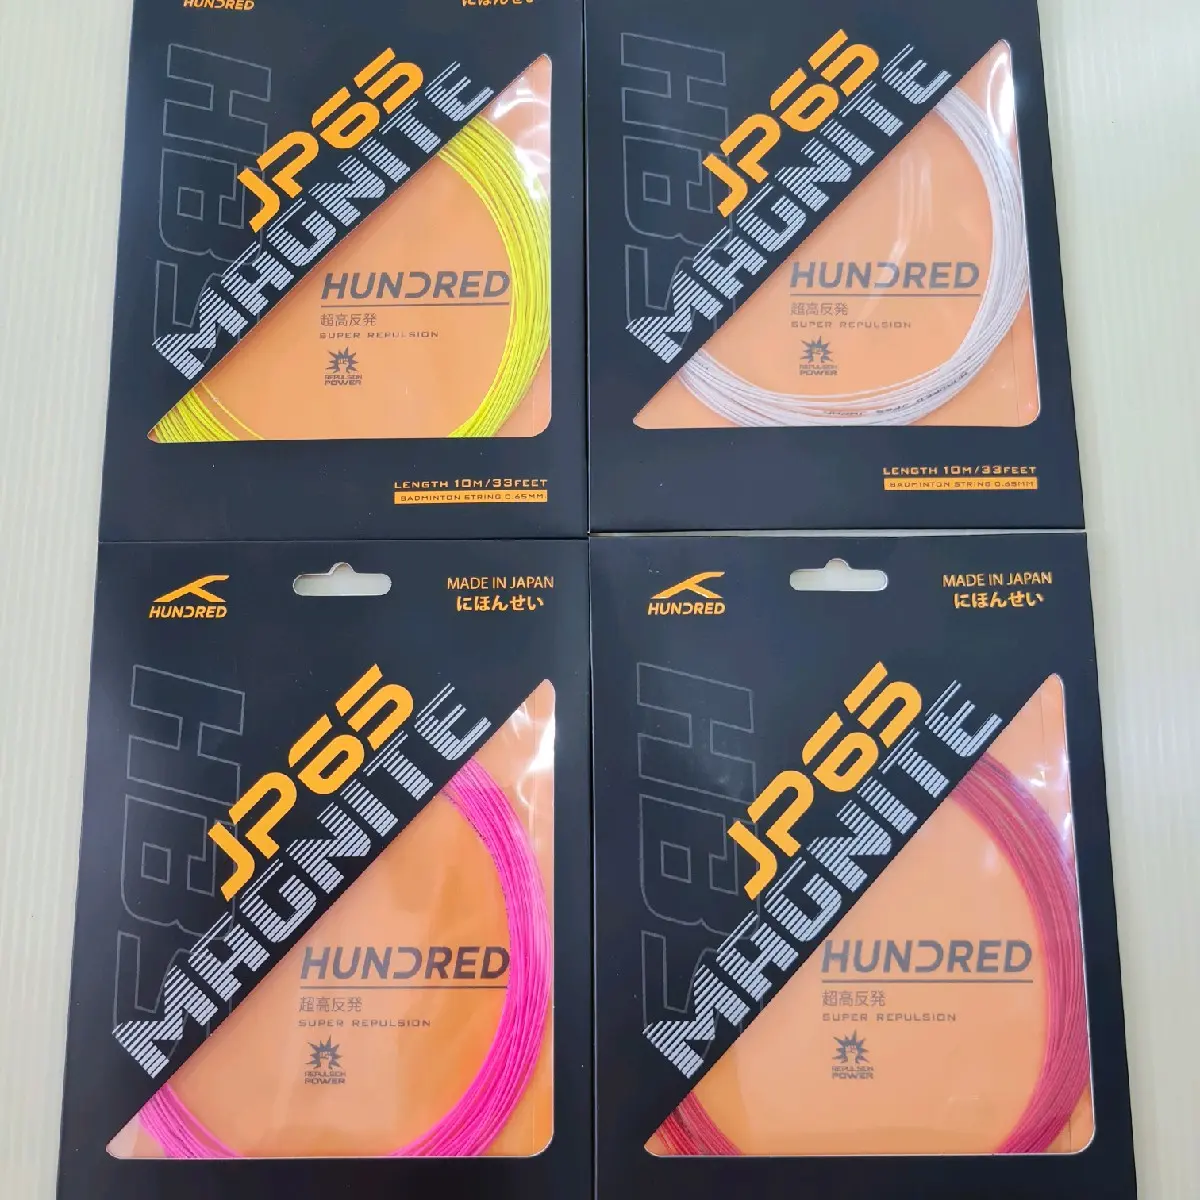 HUNDRED
にほんせい
HB5
JP65
MAGNITE
HUNDRED
超高反発
SUPER REPULSION
REPULSION
POWER
LENGTH 10M/33FEET
BADMINTON STRING 0.65MM
HB5
JP65
MAGNITE
HUNDRED
超高反発
SUPER REPULSION
REPULSION
POWER
LENGTH 10M/33FEET
BADMINTON STRING 0.65MM
HUNDRED
MADE IN JAPAN
にほんせい
HB5
JP65
MAGNITE
HUNDRED
超高反発
SUPER REPULSION
REPULSION
POWER
HUNDRED
MADE IN JAPAN
にほんせい
HB5
JP65
MAGNITE
HUNDRED
超高反発
SUPER REPULSION
REPULSION
POWER